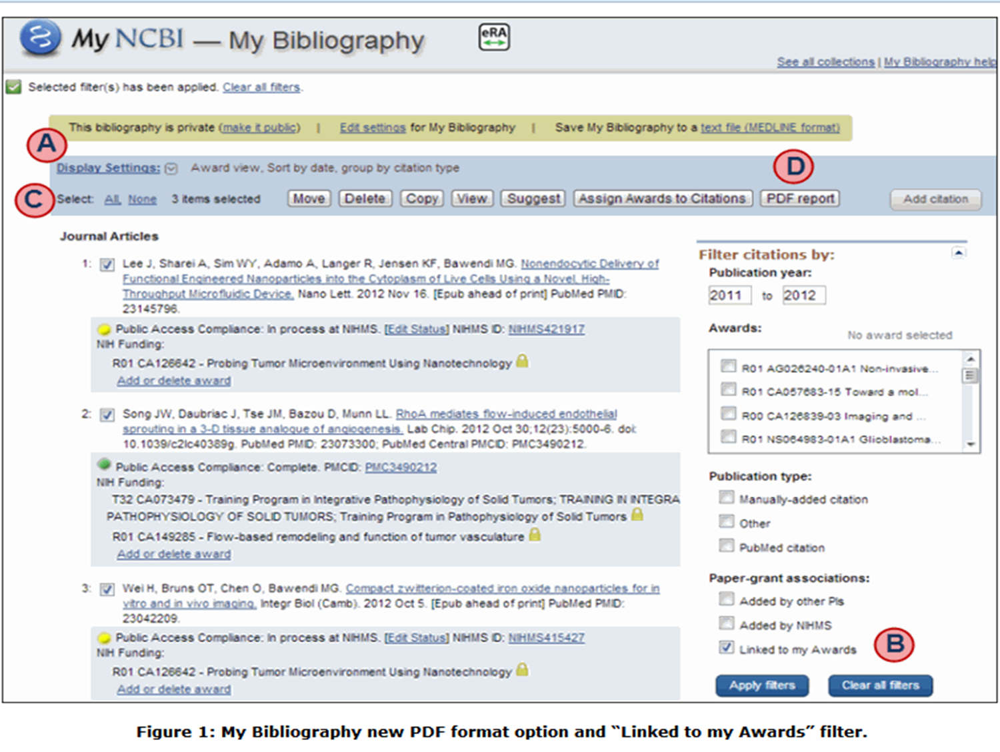 My NCBI — My Bibliography
eRA
See all collections | My Bibliography help
Selected filter(s) has been applied. Clear all filters.
This bibliography is private (make it public) | Edit settings for My Bibliography | Save My Bibliography to a text file (MEDLINE format)
A
D
Display Settings: Award view, Sort by date, group by citation type
C
Select: All, None 3 items selected Move Delete Copy View Suggest Assign Awards to Citations PDF report Add citation
Journal Articles
1: Lee J, Sharei A, Sim WY, Adamo A, Langer R, Jensen KF, Bawendi MG. Nonendocytic Delivery of
Functional Engineered Nanoparticles into the Cytoplasm of Live Cells Using a Novel, High-
Throughput Microfluidic Device. Nano Lett. 2012 Nov 16. [Epub ahead of print] PubMed PMID:
23145796.
Public Access Compliance: In process at NIHMS. [Edit Status] NIHMS ID: NIHMS421917
NIH Funding:
R01 CA126642 - Probing Tumor Microenvironment Using Nanotechnology
Add or delete award
2: Song JW, Daubriac J, Tse JM, Bazou D, Munn LL. RhoA mediates flow-induced endothelial
sprouting in a 3-D tissue analogue of angiogenesis. Lab Chip. 2012 Oct 30;12(23):5000-6. doi:
10.1039/c2lc40389g. PubMed PMID: 23073300; PubMed Central PMCID: PMC3490212.
Public Access Compliance: Complete. PMCID: PMC3490212
NIH Funding:
T32 CA073479 - Training Program in Integrative Pathophysiology of Solid Tumors; TRAINING IN INTEGRA
PATHOPHYSIOLOGY OF SOLID TUMORS; Training Program in Pathophysiology of Solid Tumors
R01 CA149285 - Flow-based remodeling and function of tumor vasculature
Add or delete award
3: Wei H, Bruns OT, Chen O, Bawendi MG. Compact zwitterion-coated iron oxide nanoparticles for in
vitro and in vivo imaging. Integr Biol (Camb). 2012 Oct 5. [Epub ahead of print] PubMed PMID:
23042209.
Public Access Compliance: In process at NIHMS. [Edit Status] NIHMS ID: NIHMS415427
NIH Funding:
R01 CA126642 - Probing Tumor Microenvironment Using Nanotechnology
Add or delete award
Filter citations by:
Publication year:
2011 to 2012
Awards:
No award selected
R01 AG026240-01A1 Non-invasive...
R01 CA057683-15 Toward a mol...
R00 CA126839-03 Imaging and ...
R01 NS064983-01A1 Glioblastoma...
Publication type:
Manually-added citation
Other
PubMed citation
Paper-grant associations:
Added by other PIs
Added by NIHMS
Linked to my Awards
B
Apply filters Clear all filters
Figure 1: My Bibliography new PDF format option and “Linked to my Awards” filter.